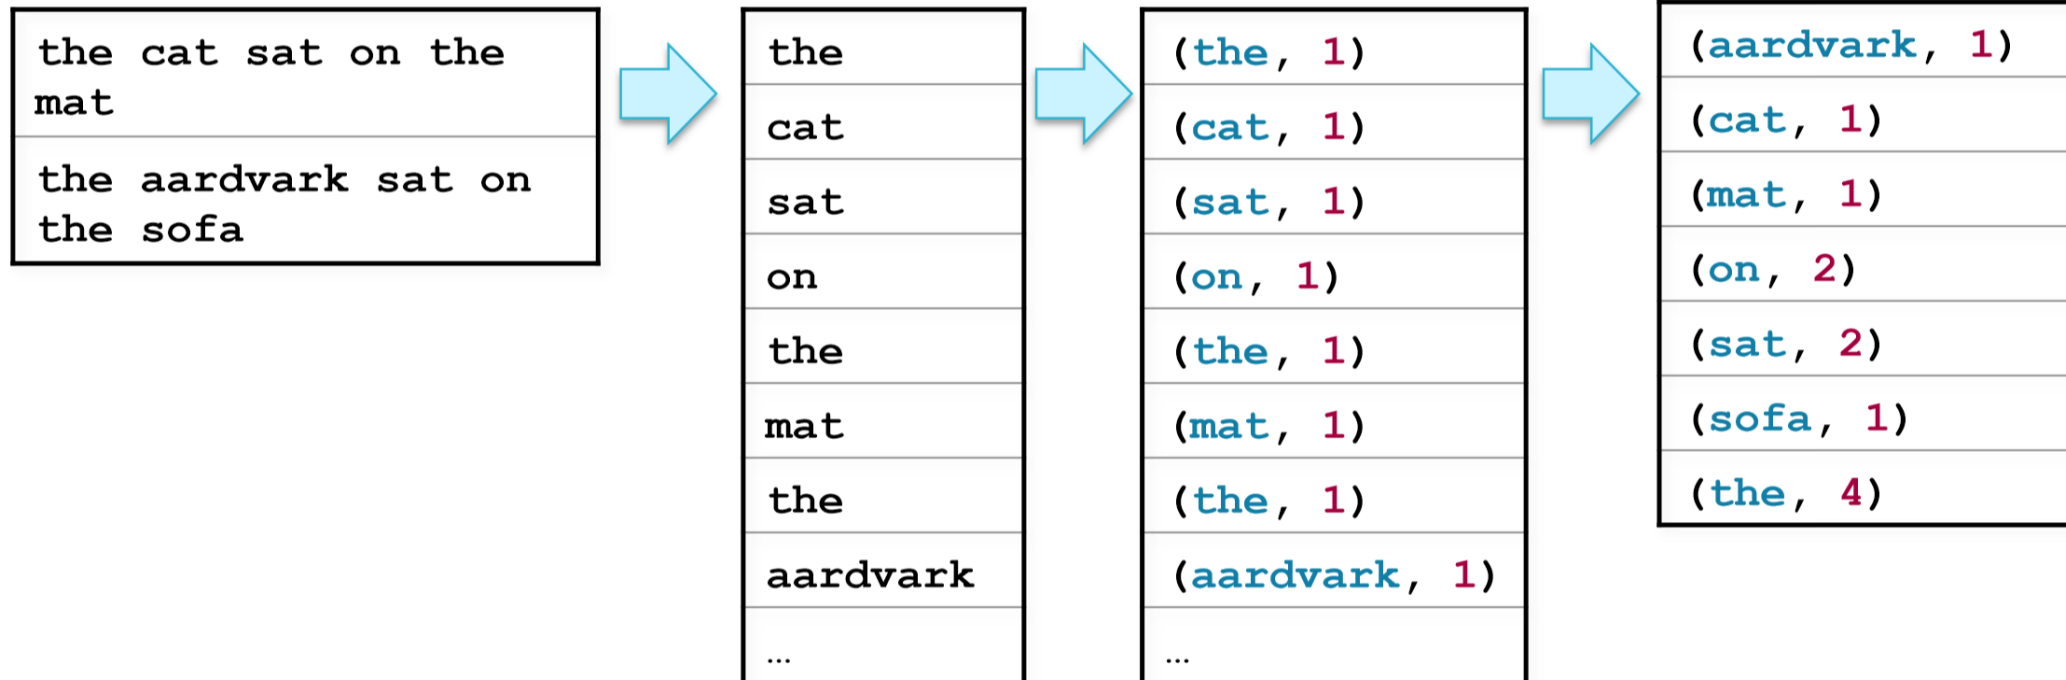 the cat sat on the
mat
the aardvark sat on
the sofa
the
cat
sat
on
the
mat
the
aardvark
...
(the, 1)
(cat, 1)
(sat, 1)
(on, 1)
(the, 1)
(mat, 1)
(the, 1)
(aardvark, 1)
...
(aardvark, 1)
(cat, 1)
(mat, 1)
(on, 2)
(sat, 2)
(sofa, 1)
(the, 4)